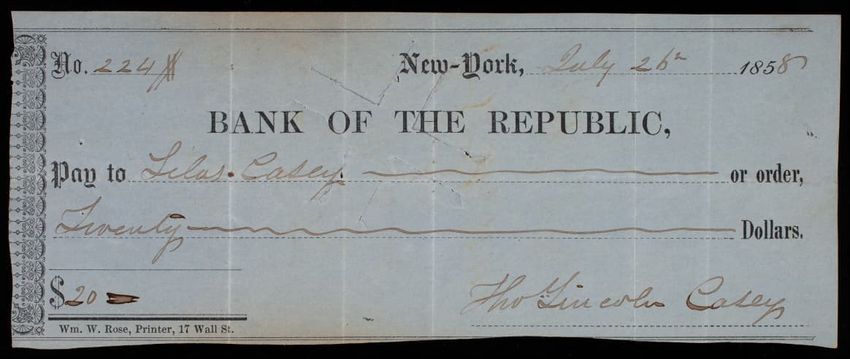 No. 224 New-York, July 26th 1858
BANK OF THE REPUBLIC,
Pay to Silas Casey. or order,
Twenty Dollars.
$20
Tho Lincoln Casey
Wm. W. Rose, Printer, 17 Wall St.